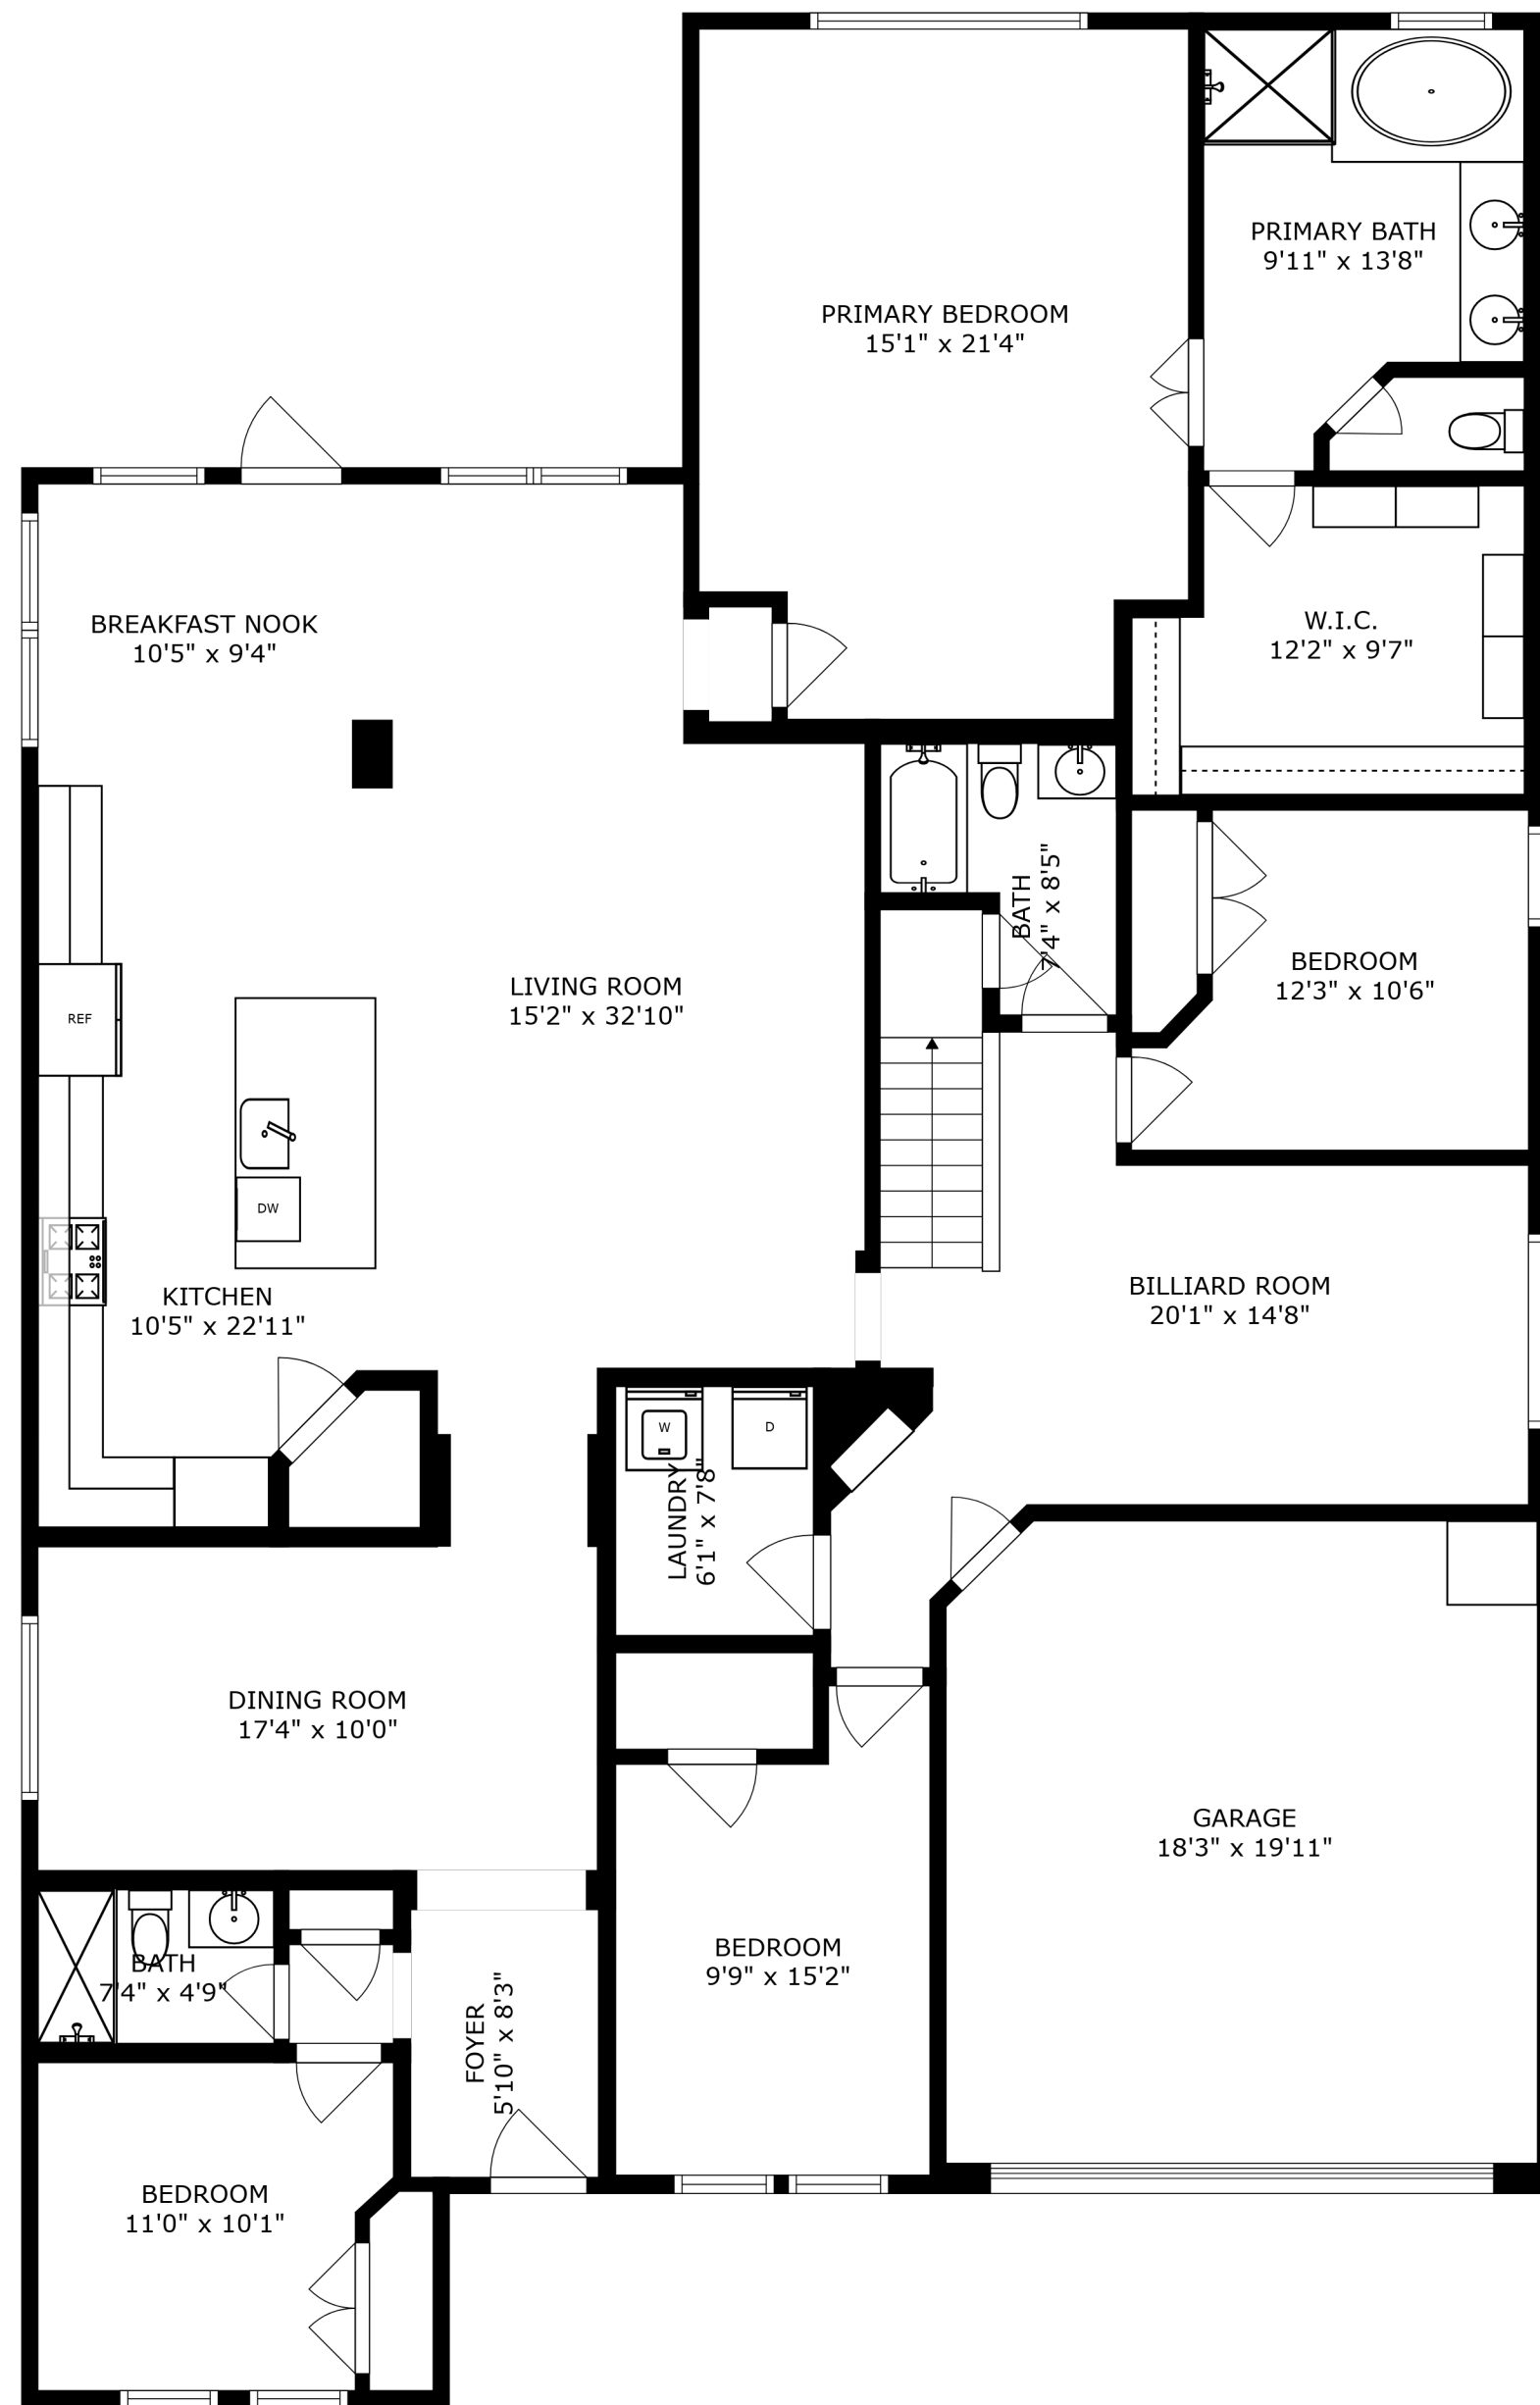 PRIMARY BATH
9'11" x 13'8"
PRIMARY BEDROOM
15'1" x 21'4"
BREAKFAST NOOK
10'5" x 9'4"
W.I.C.
12'2" x 9'7"
BATH
7'4" x 8'5"
BEDROOM
12'3" x 10'6"
LIVING ROOM
15'2" x 32'10"
REF
DW
KITCHEN
10'5" x 22'11"
BILLIARD ROOM
20'1" x 14'8"
W
D
LAUNDRY
6'1" x 7'8"
DINING ROOM
17'4" x 10'0"
GARAGE
18'3" x 19'11"
BEDROOM
9'9" x 15'2"
BATH
7'4" x 4'9"
FOYER
5'10" x 8'3"
BEDROOM
11'0" x 10'1"